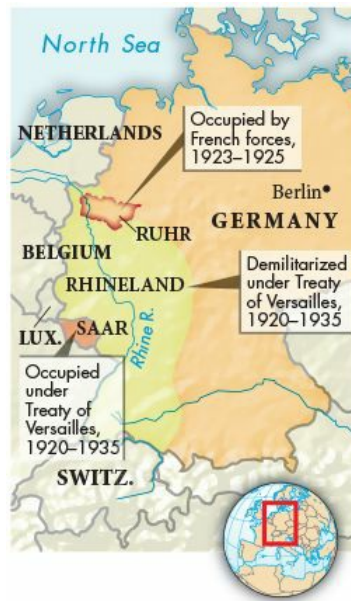 North Sea
NETHERLANDS
Occupied by
French forces,
1923–1925
Berlin
GERMANY
RUHR
BELGIUM
RHINELAND
Demilitarized
under Treaty
of Versailles,
1920–1935
LUX.
SAAR
Rhine R.
Occupied
under
Treaty of
Versailles,
1920–1935
SWITZ.